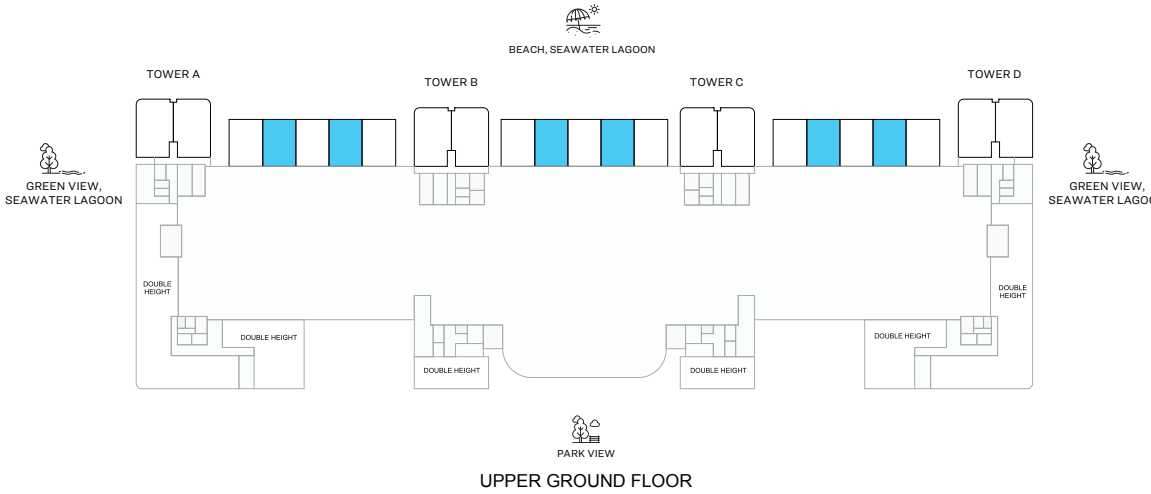 BEACH, SEAWATER LAGOON
TOWER A
TOWER B
TOWER C
TOWER D
GREEN VIEW,
SEAWATER LAGOON
GREEN VIEW,
SEAWATER LAGOO
DOUBLE
HEIGHT
DOUBLE
HEIGHT
DOUBLE HEIGHT
DOUBLE HEIGHT
DOUBLE HEIGHT
DOUBLE HEIGHT
PARK VIEW
UPPER GROUND FLOOR